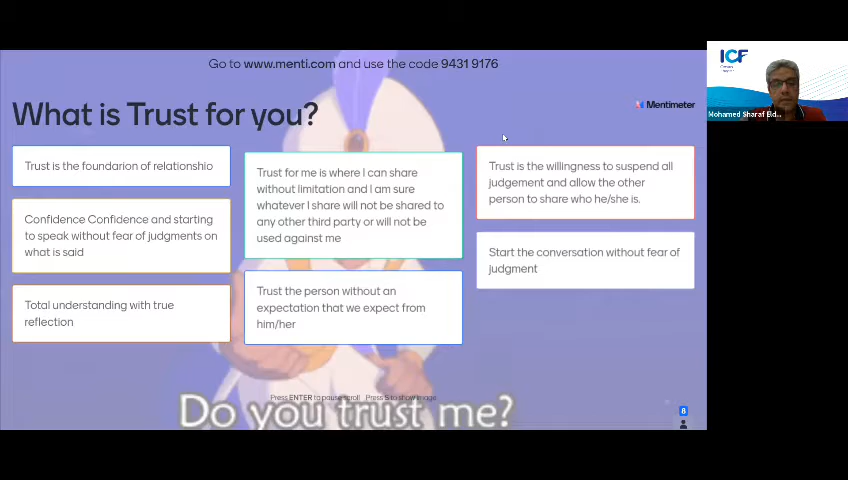 Go to www.menti.com and use the code 9431 9176
What is Trust for you?
Mentimeter
Trust is the foundarion of relationshio
Confidence Confidence and starting
to speak without fear of judgments on
what is said
Total understanding with true
reflection
Trust for me is where I can share
without limitation and I am sure
whatever I share will not be shared to
any other third party or will not be
used against me
Trust the person without an
expectation that we expect from
him/her
Trust is the willingness to suspend all
judgement and allow the other
person to share who he/she is.
Start the conversation without fear of
judgment
Press ENTER to pause scroll Press S to show image
Do you trust me?
8
ICF
Mohamed Sharaf Eld...